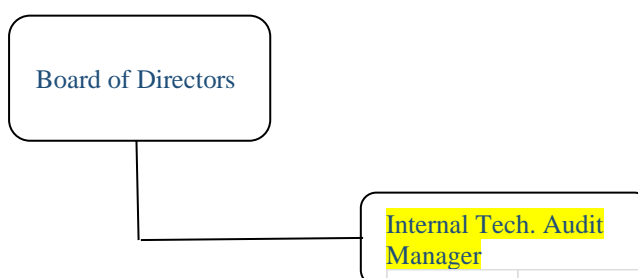 Board of Directors
Internal Tech. Audit
Manager